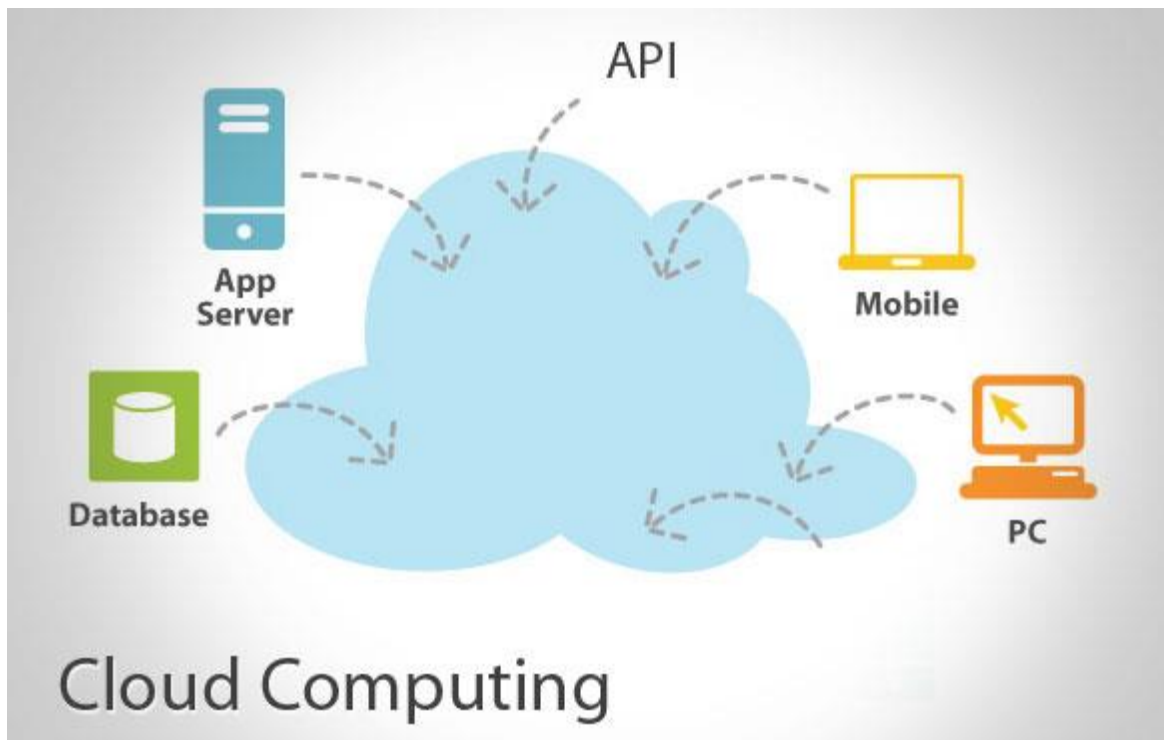 API
App
Server
Mobile
Database
PC
Cloud Computing